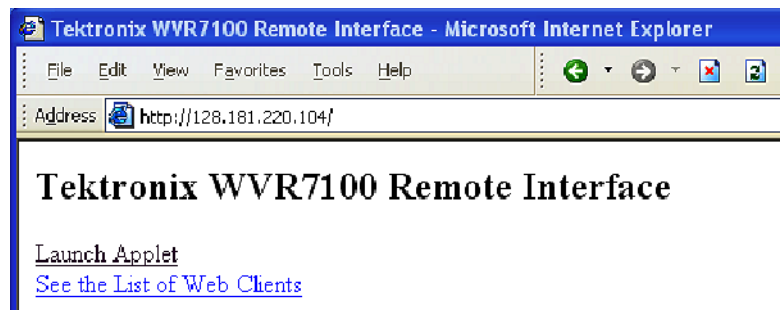 Tektronix WVR7100 Remote Interface - Microsoft Internet Explorer
File Edit View Favorites Tools Help
Address http://128.181.220.104/
Tektronix WVR7100 Remote Interface
Launch Applet
See the List of Web Clients